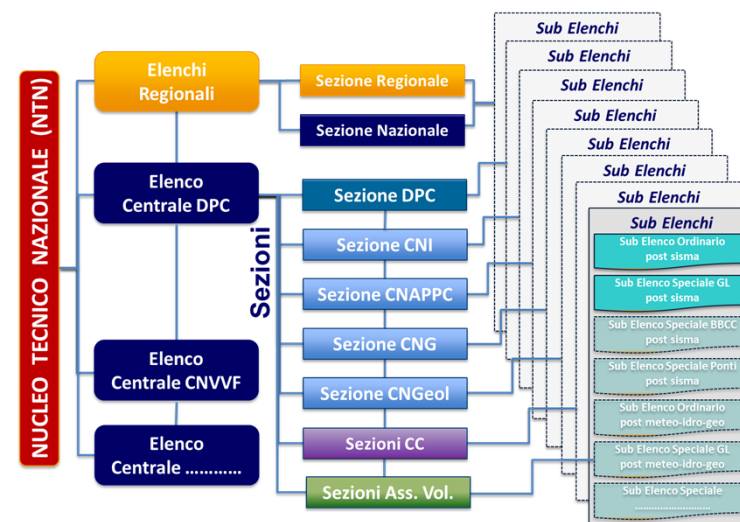 NUCLEO TECNICO NAZIONALE (NTN)
Elenchi
Regionali
Elenco
Centrale DPC
Elenco
Centrale CNVVF
Elenco
Centrale …………
Sezioni
Sezione Regionale
Sezione Nazionale
Sezione DPC
Sezione CNI
Sezione CNAPPC
Sezione CNG
Sezione CNGeol
Sezioni CC
Sezioni Ass. Vol.
Sub Elenchi
Sub Elenchi
Sub Elenchi
Sub Elenchi
Sub Elenchi
Sub Elenchi
Sub Elenchi
Sub Elenchi
Sub Elenco Ordinario
post sisma
Sub Elenco Speciale GL
post sisma
Sub Elenco Speciale BBCC
post sisma
Sub Elenco Speciale Ponti
post sisma
Sub Elenco Ordinario
post meteo-idro-geo
Sub Elenco Speciale GL
post meteo-idro-geo
Sub Elenco Speciale
………………………